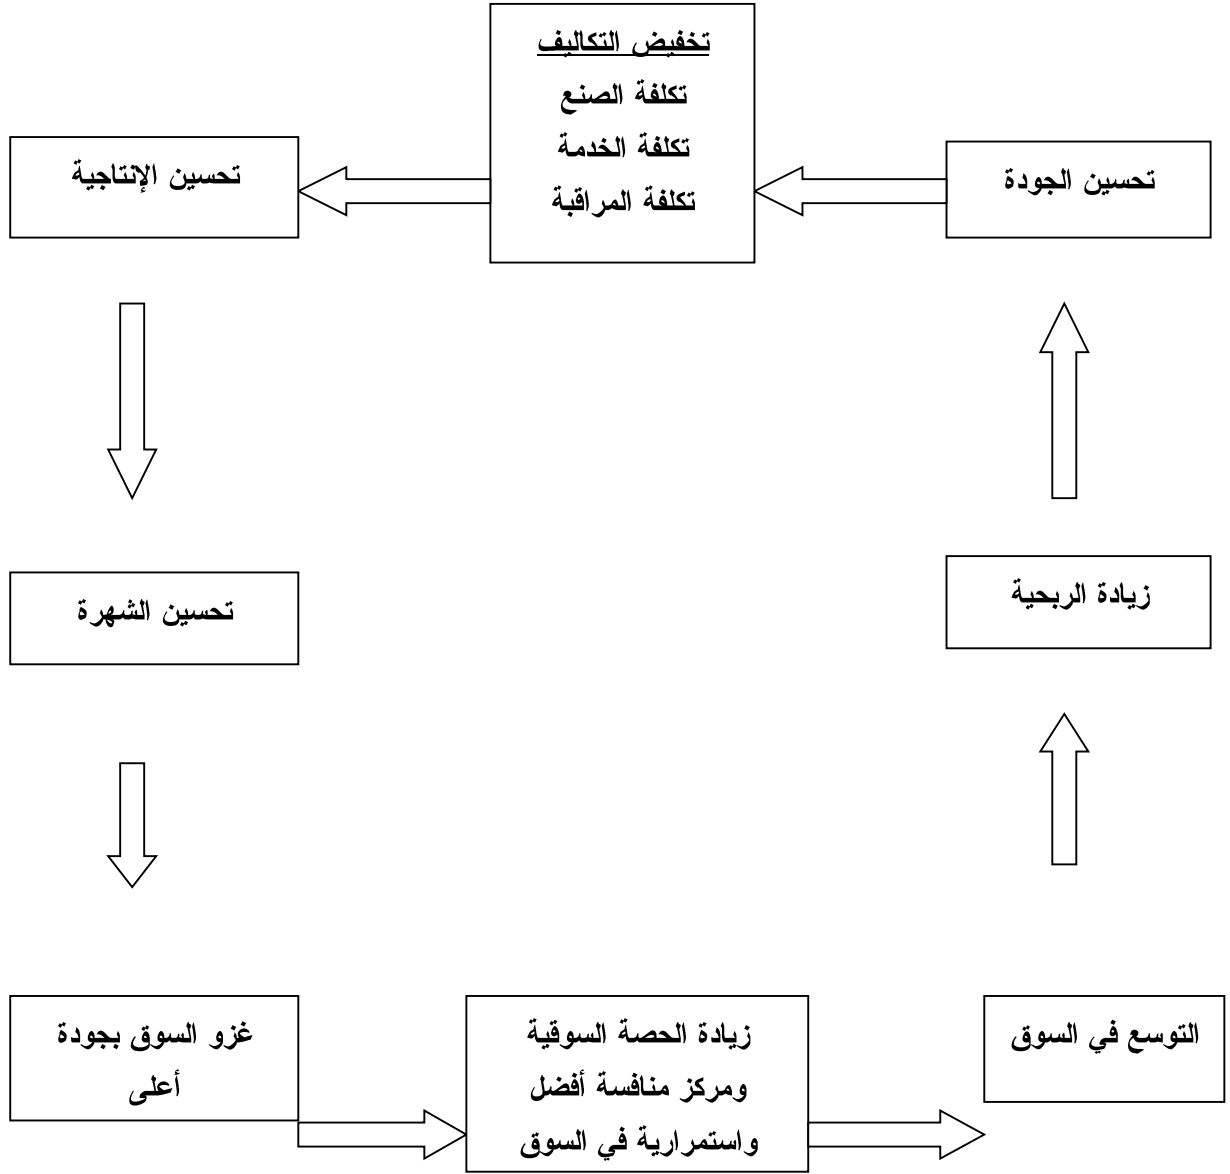 تخفيض التكاليف
تكلفة الصنع
تكلفة الخدمة
تكلفة المراقبة
تحسين الجودة
تحسين الإنتاجية
زيادة الربحية
تحسين الشهرة
التوسع في السوق
زيادة الحصة السوقية
ومركز منافسة أفضل
واستمرارية في السوق
غزو السوق بجودة
أعلى